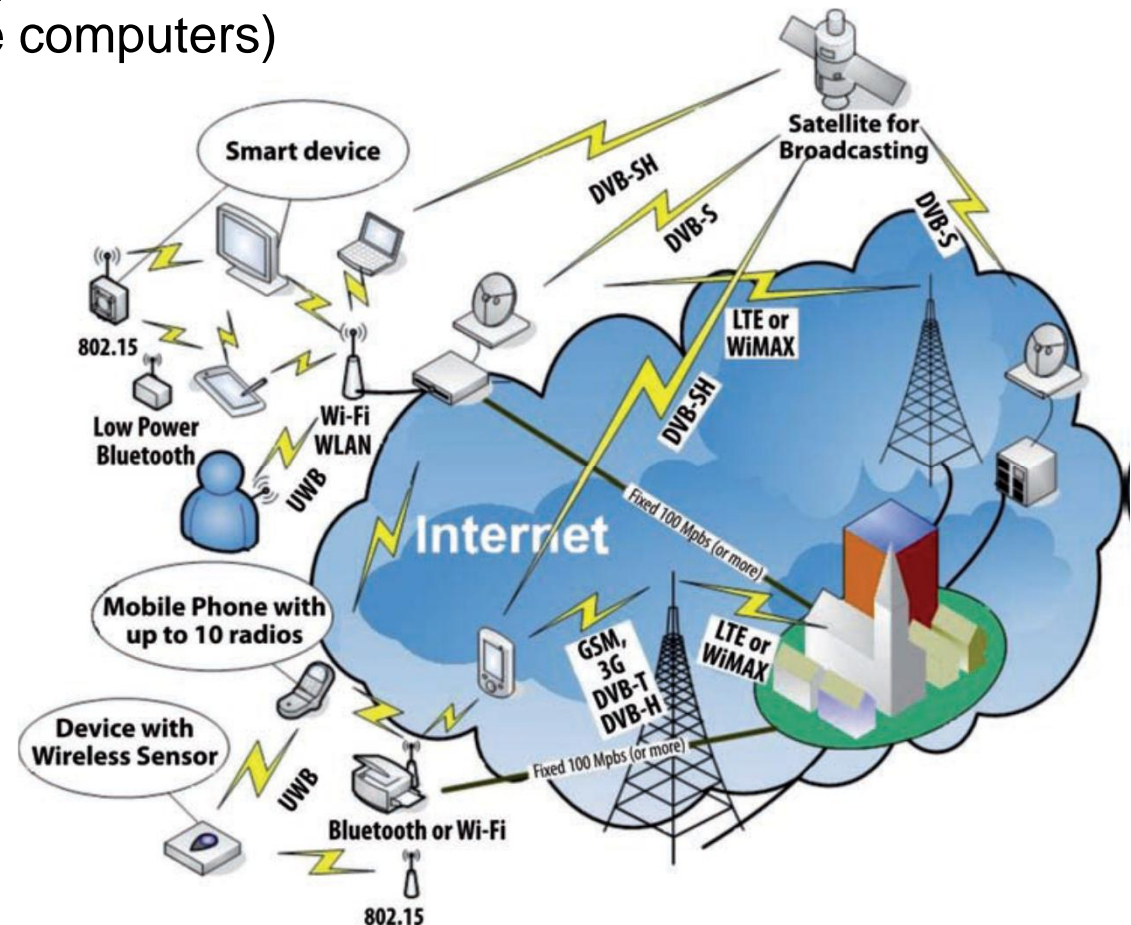 computers)
Smart device
Satellite for
Broadcasting
DVB-SH
DVB-S
DVB-S
LTE or
WiMAX
DVB-SH
802.15
Low Power
Bluetooth
Wi-Fi
WLAN
UWB
Internet
Fixed 100 Mpbs (or more)
Mobile Phone with
up to 10 radios
GSM,
3G
DVB-T
DVB-H
LTE or
WiMAX
Device with
Wireless Sensor
UWB
Fixed 100 Mpbs (or more)
Bluetooth or Wi-Fi
802.15